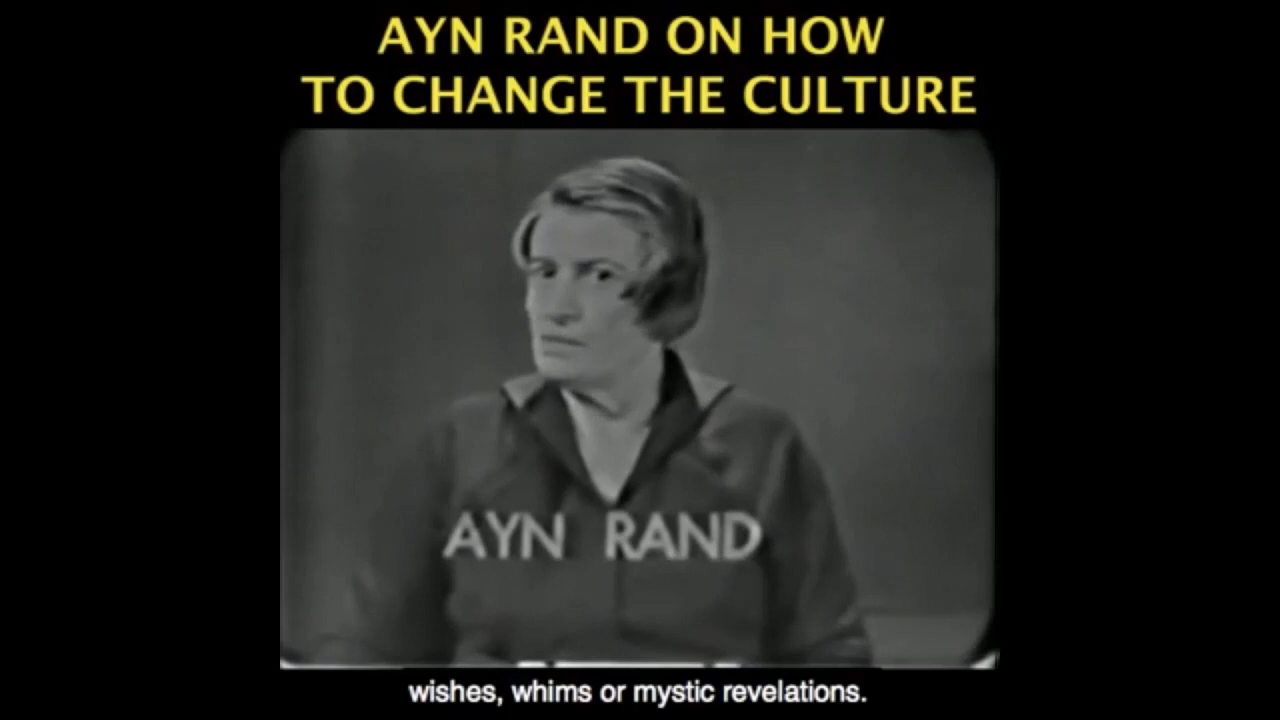 AYN RAND ON HOW
TO CHANGE THE CULTURE
AYN RAND
wishes, whims or mystic revelations.